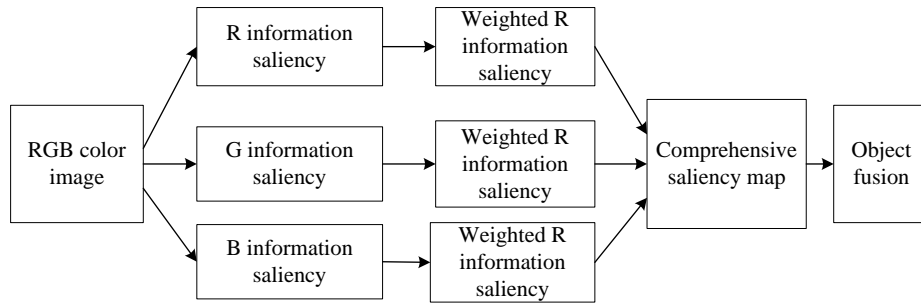 RGB color
image
R information
saliency
Weighted R
information
saliency
G information
saliency
Weighted R
information
saliency
B information
saliency
Weighted R
information
saliency
Comprehensive
saliency map
Object
fusion